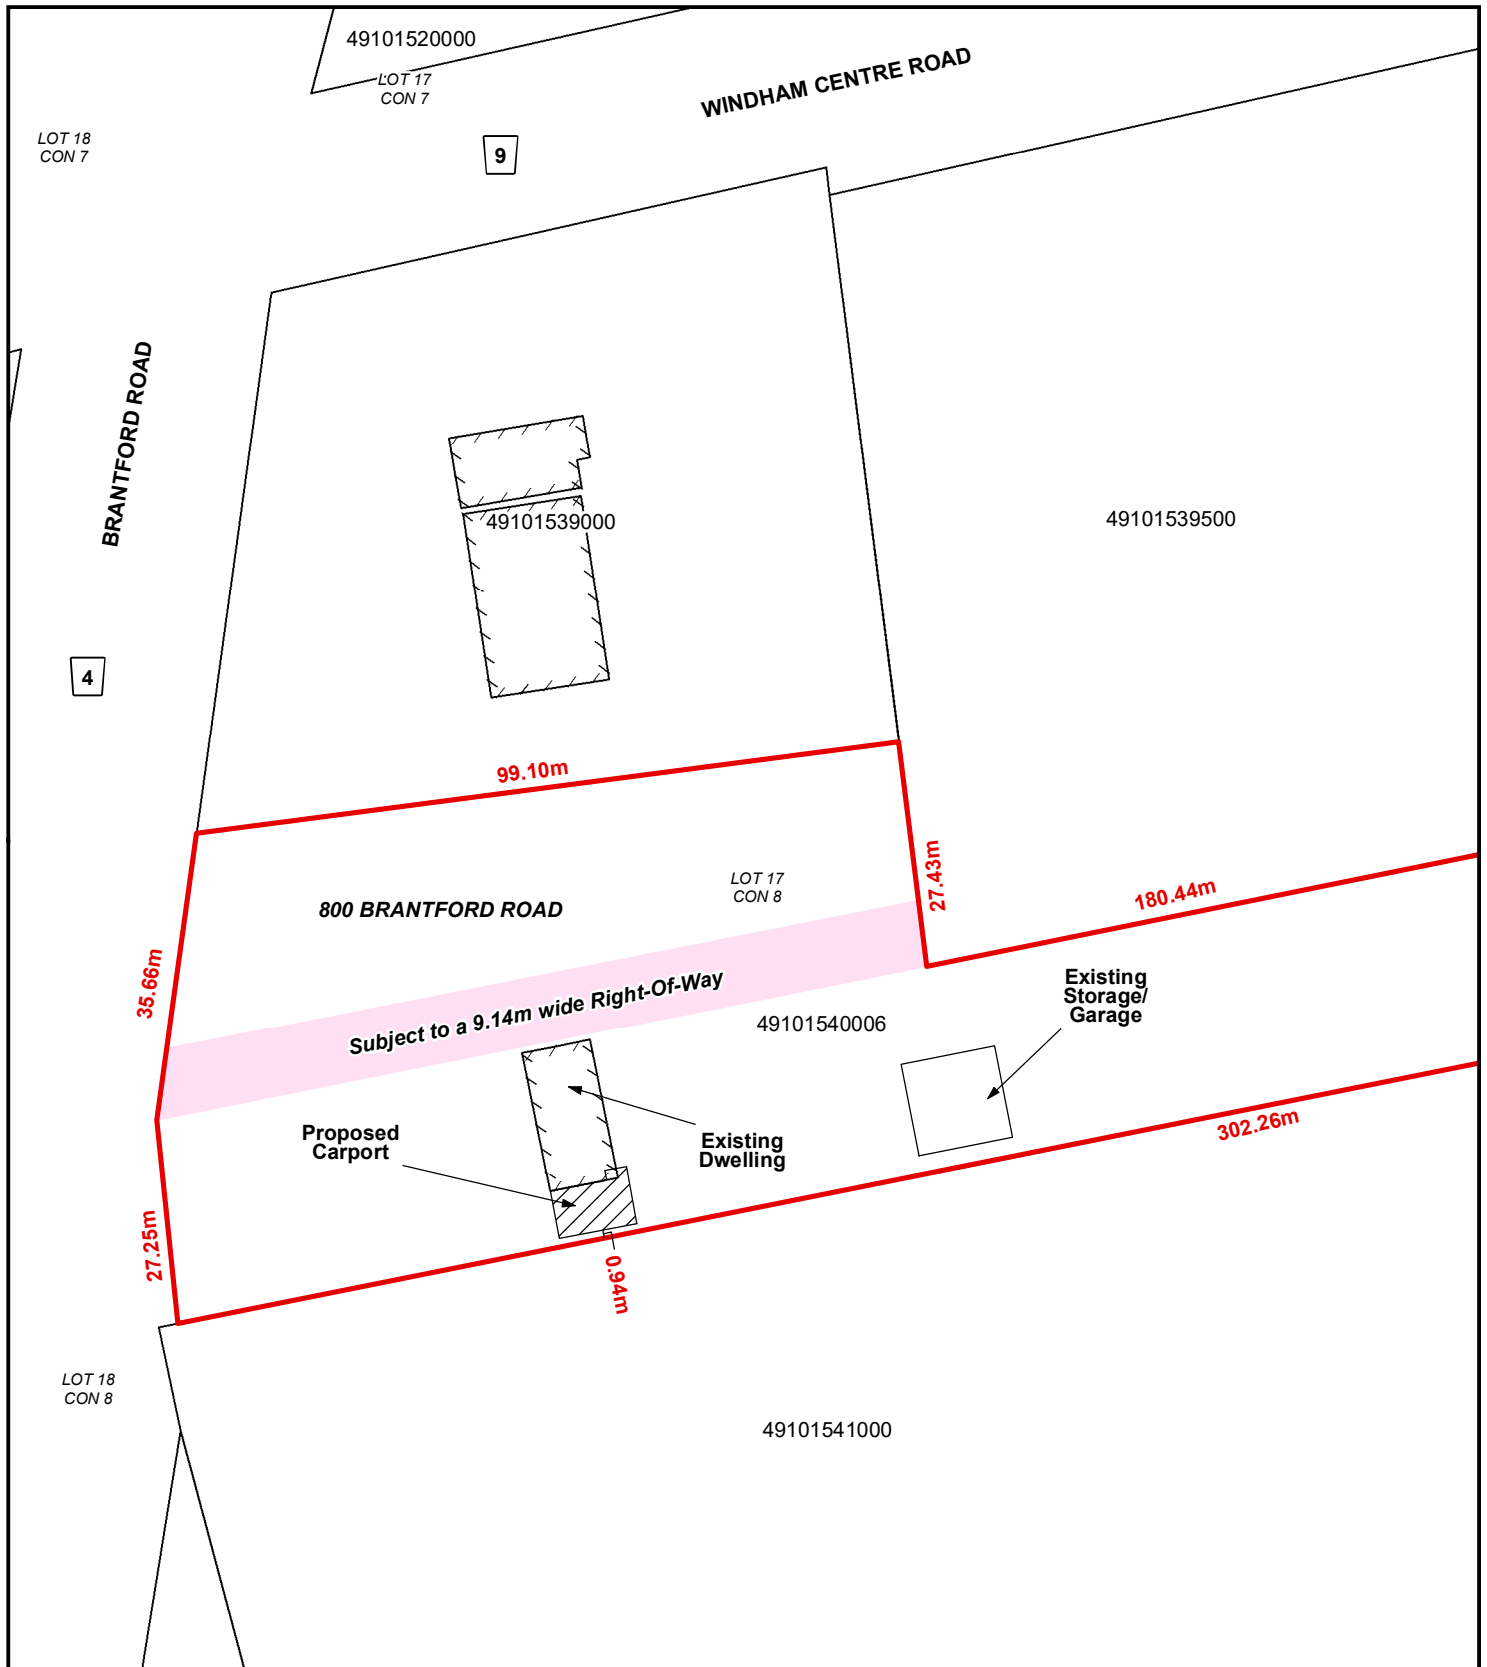 49101520000
LOT 17
CON 7
WINDHAM CENTRE ROAD
LOT 18
CON 7
9
BRANTFORD ROAD
49101539000
49101539500
4
99.10m
27.43m
LOT 17
CON 8
180.44m
800 BRANTFORD ROAD
35.66m
Subject to a 9.14m wide Right-Of-Way
Existing
Storage/
Garage
49101540006
Proposed
Carport
Existing
Dwelling
302.26m
27.25m
0.94m
LOT 18
CON 8
49101541000